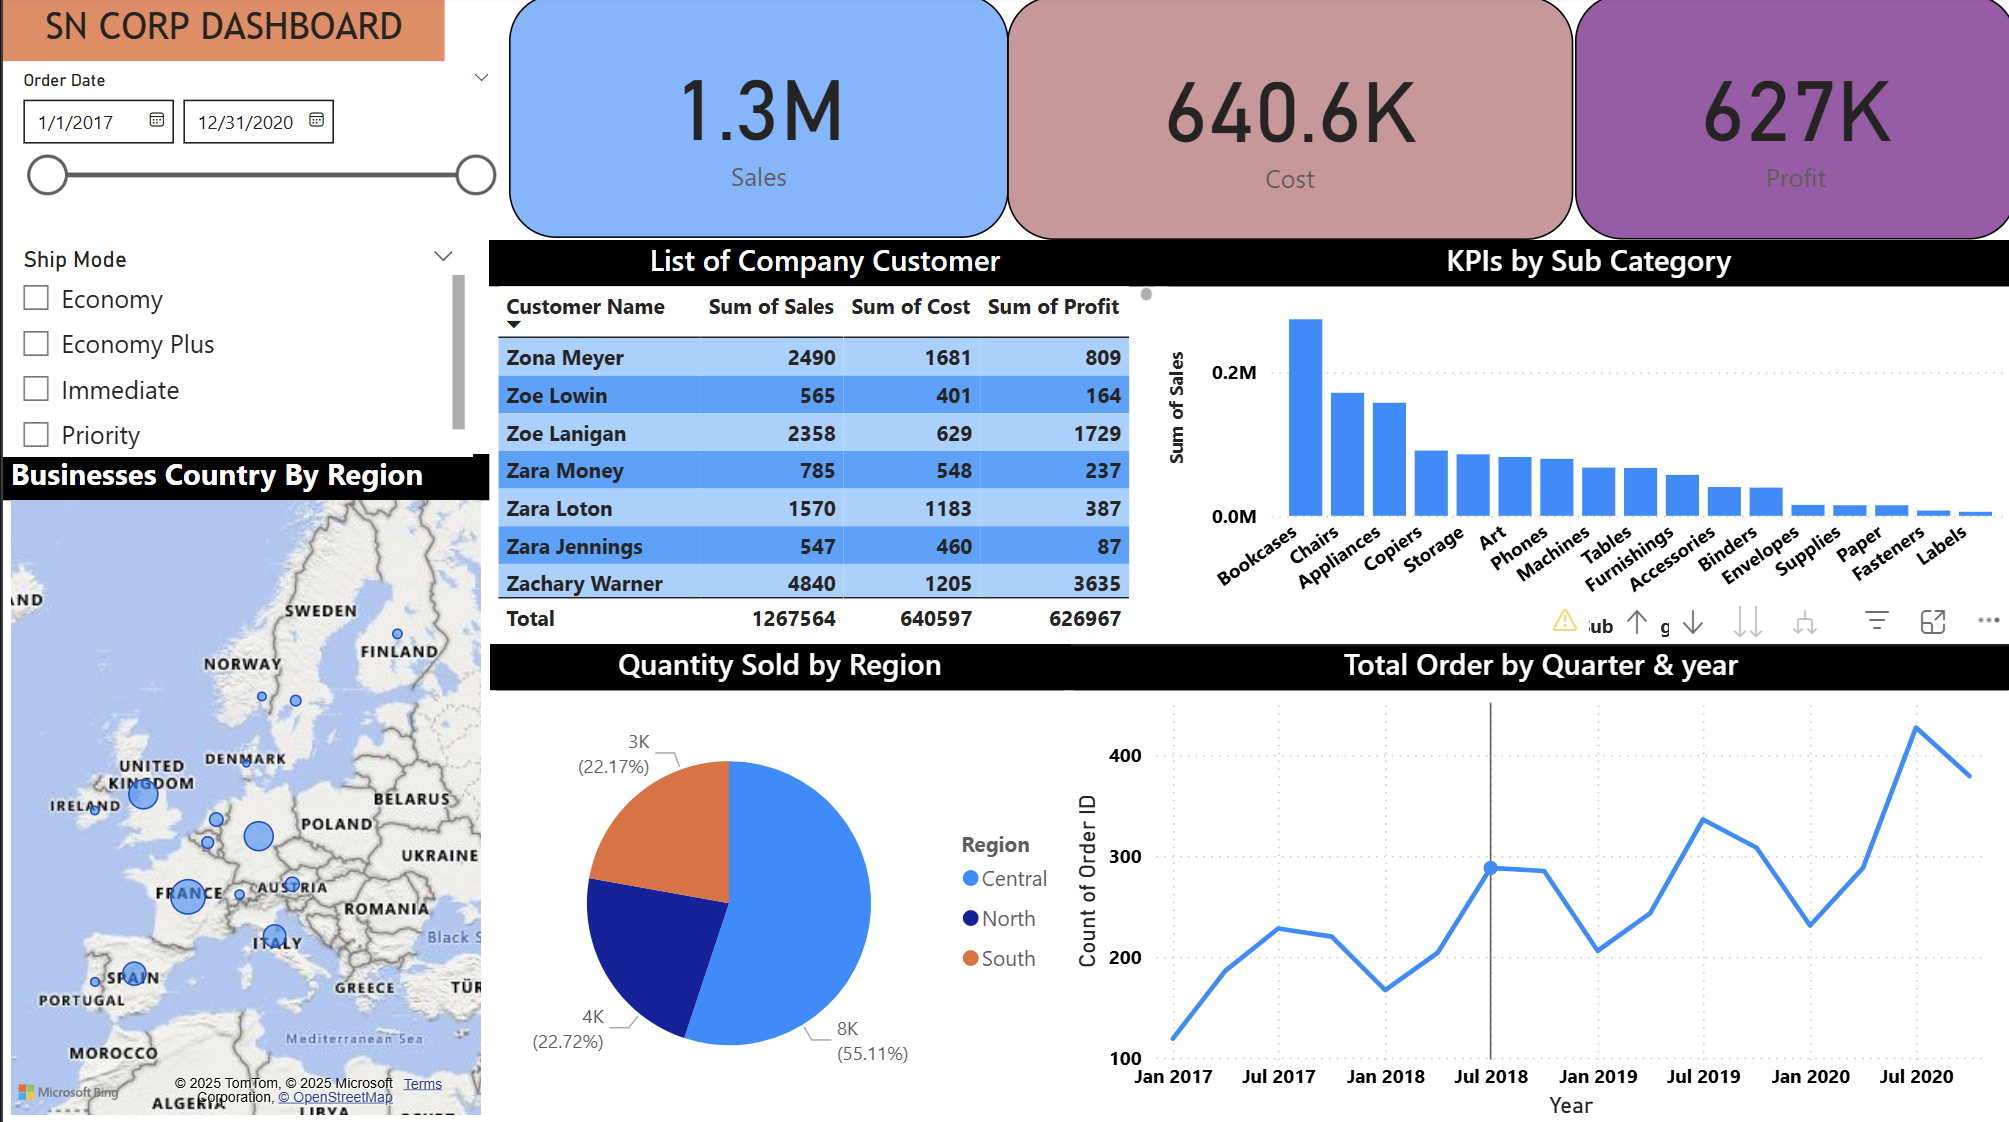 SN CORP DASHBOARD
Order Date
1/1/2017
12/31/2020
Ship Mode
Economy
Economy Plus
Immediate
Priority
1.3M
Sales
640.6K
Cost
627K
Profit
List of Company Customer
Customer Name Sum of Sales Sum of Cost Sum of Profit
Zona Meyer 2490 1681 809
Zoe Lowin 565 401 164
Zoe Lanigan 2358 629 1729
Zara Money 785 548 237
Zara Loton 1570 1183 387
Zara Jennings 547 460 87
Zachary Warner 4840 1205 3635
Total 1267564 640597 626967
KPIs by Sub Category
Sum of Sales
0.2M
0.0M
Bookcases
Chairs
Appliances
Copiers
Storage
Art
Phones
Machines
Tables
Furnishings
Accessories
Binders
Envelopes
Supplies
Paper
Fasteners
Labels
ub g
Businesses Country By Region
AND
SWEDEN
FINLAND
NORWAY
DENMARK
UNITED
KINGDOM
IRELAND
BELARUS
POLAND
UKRAINE
FRANCE
AUSTRIA
ROMANIA
ITALY
Black S
SPAIN
PORTUGAL
GREECE
TÜR
Mediterranean Sea
MOROCCO
ALGERIA
LIBYA
Microsoft Bing
© 2025 TomTom, © 2025 Microsoft Terms
Corporation, © OpenStreetMap
Quantity Sold by Region
3K
(22.17%)
4K
(22.72%)
8K
(55.11%)
Region
Central
North
South
Total Order by Quarter & year
Count of Order ID
400
300
200
100
Jan 2017 Jul 2017 Jan 2018 Jul 2018 Jan 2019 Jul 2019 Jan 2020 Jul 2020
Year